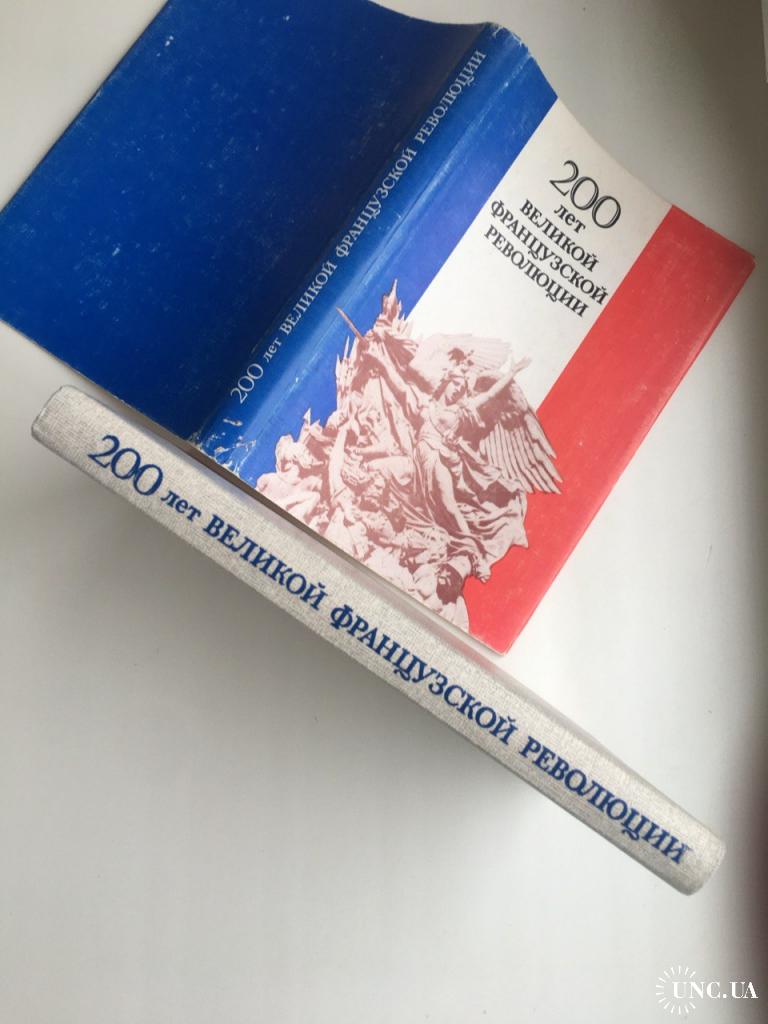 200 лет ВЕЛИКОЙ ФРАНЦУЗСКОЙ РЕВОЛЮЦИИ
200
лет
ВЕЛИКОЙ
ФРАНЦУЗСКОЙ
РЕВОЛЮЦИИ
200 лет ВЕЛИКОЙ ФРАНЦУЗСКОЙ РЕВОЛЮЦИИ
UNC.UA